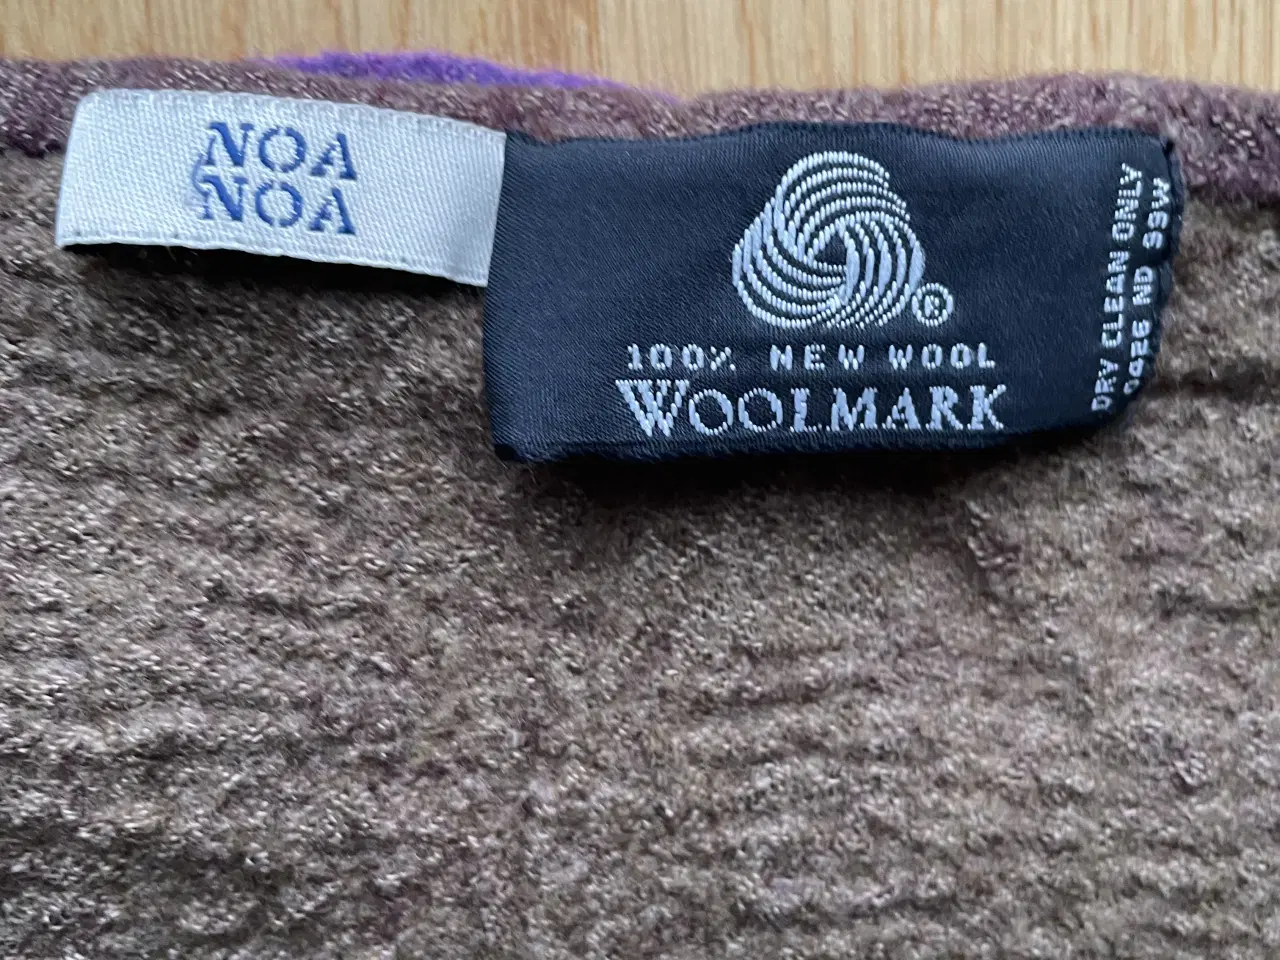 NOA
NOA
®
100% NEW WOOL
WOOLMARK
DRY CLEAN ONLY